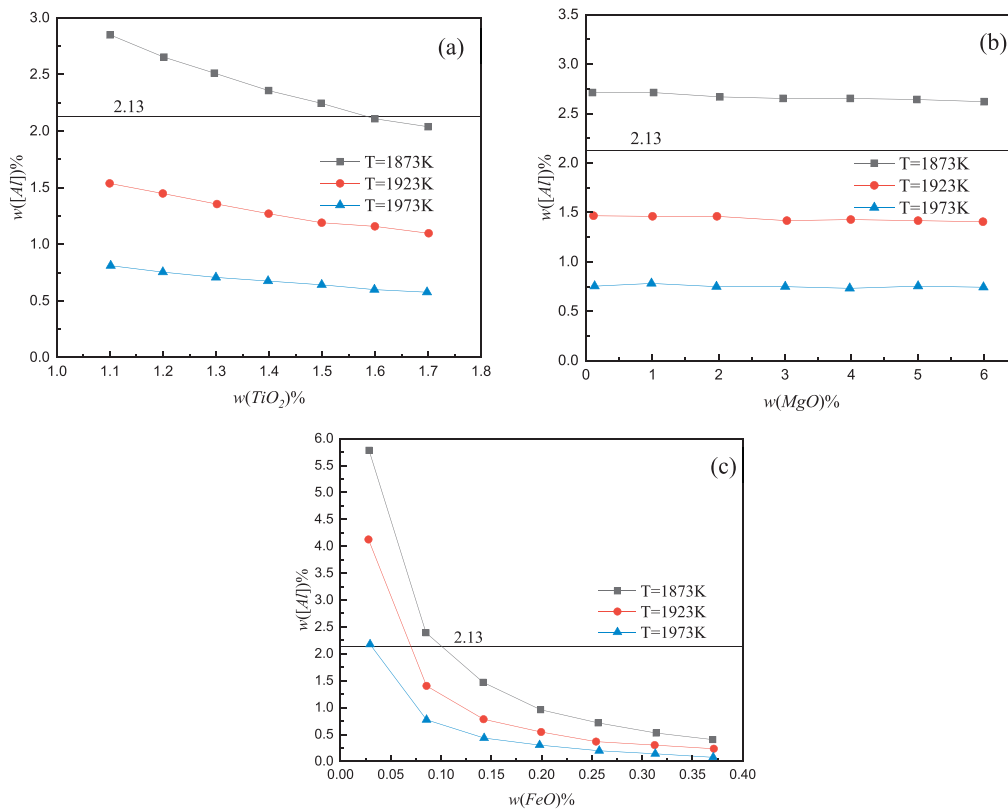 (a)
3.0
2.5
2.0
1.5
1.0
0.5
0.0
w([Al])%
2.13
T=1873K
T=1923K
T=1973K
1.0 1.1 1.2 1.3 1.4 1.5 1.6 1.7 1.8
w(TiO₂)%
(b)
3.5
3.0
2.5
2.0
1.5
1.0
0.5
0.0
w([Al])%
2.13
T=1873K
T=1923K
T=1973K
0 1 2 3 4 5 6
w(MgO)%
(c)
6.0
5.5
5.0
4.5
4.0
3.5
3.0
2.5
2.0
1.5
1.0
0.5
0.0
w([Al])%
2.13
T=1873K
T=1923K
T=1973K
0.00 0.05 0.10 0.15 0.20 0.25 0.30 0.35 0.40
w(FeO)%